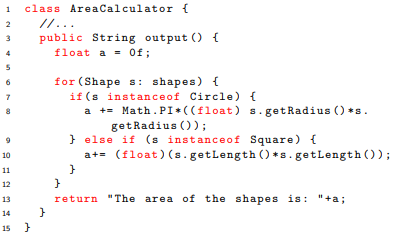 1 class AreaCalculator {
2 //...
3 public String output() {
4 float a = 0f;
5
6 for(Shape s: shapes) {
7 if(s instanceof Circle) {
8 a += Math.PI*((float) s.getRadius()*s.
getRadius());
9 } else if (s instanceof Square) {
10 a+= (float)(s.getLength()*s.getLength());
11 }
12 }
13 return "The area of the shapes is: "+a;
14 }
15 }